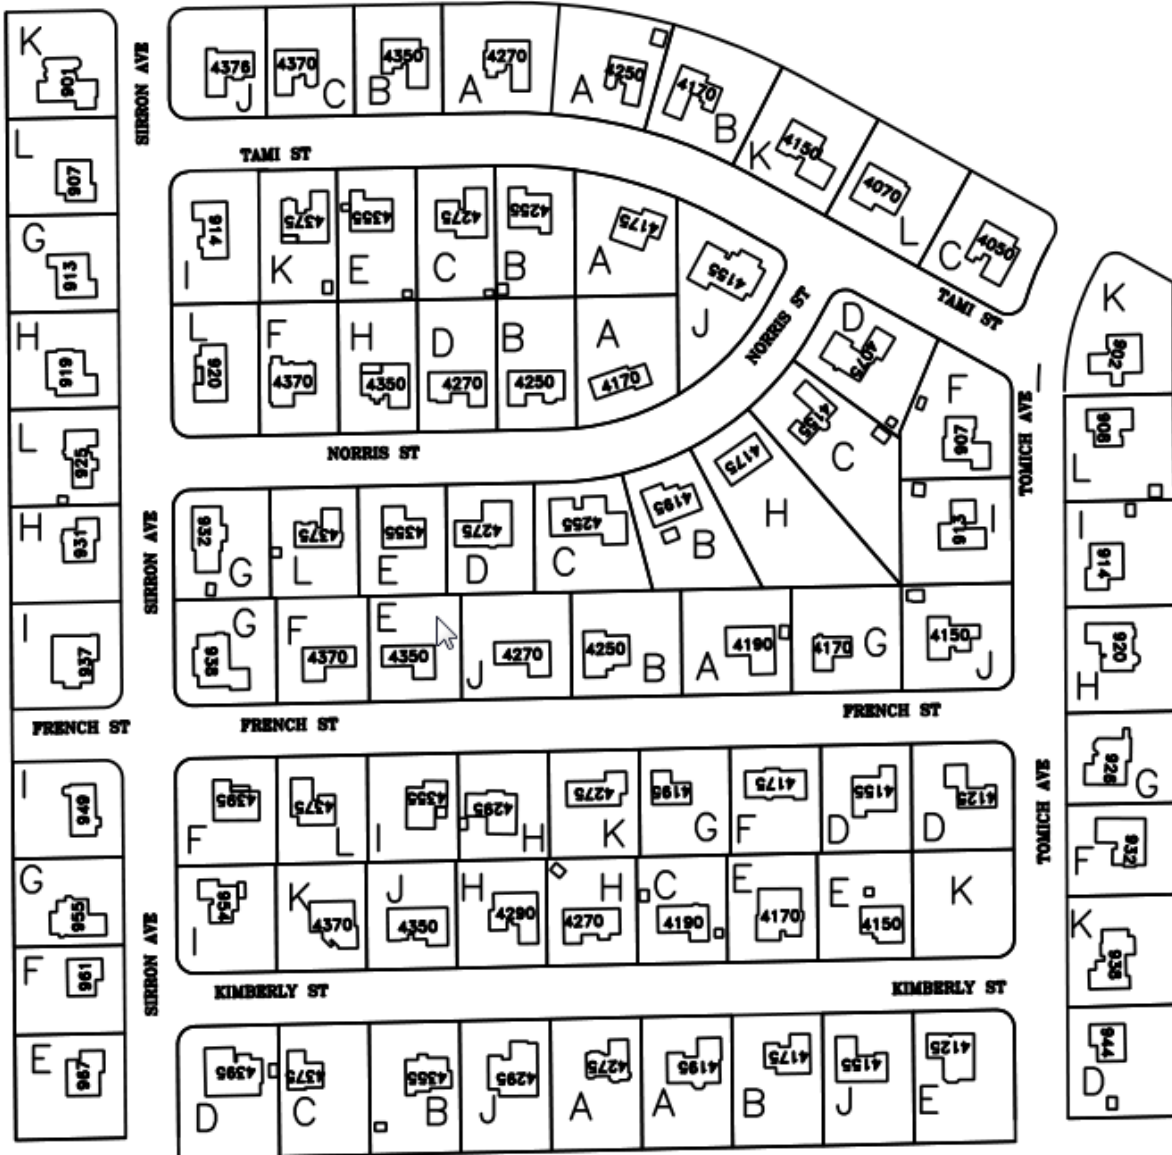 K 901
SIRRON AVE
4376 J
4370 C
4350 B
4270 A
4250 A
4170 B
4150 K
4070 L
4050 C
TAMI ST
TAMI ST
L 907
G 913
H 919
L 925
H 931
I 937
914 I
4375 K
4355 E
4275 C
4255 B
4175 A
4155 J
920 L
4370 F
4350 H
4270 D
4250 B
4170 A
NORRIS ST
NORRIS ST
4075 D
4155 C
4175 H
4195 B
907 F
913 I
TOMICH AVE
K 902
908 L
I 914
920 H
926 G
932 F
K 938
944 D
SIRRON AVE
932 G
4375 L
4355 E
4275 D
4255 C
938 G
4370 F
4350 E
4270 J
4250 B
4190 A
4170 G
4150 J
FRENCH ST
FRENCH ST
FRENCH ST
I 949
G 955
F 961
E 967
4395 F
4375 L
4355 I
4295 H
4275 K
4195 G
4175 F
4155 D
4125 D
TOMICH AVE
954 I
4370 K
4350 J
4290 H
4270 H
4190 C
4170 E
4150 E
K
SIRRON AVE
KIMBERLY ST
KIMBERLY ST
4395 D
4375 C
4355 B
4295 J
4275 A
4195 A
4175 B
4155 J
4125 E